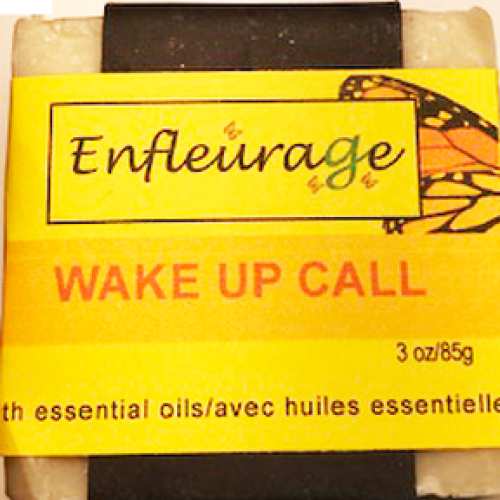 Enfleurage
WAKE UP CALL
3 oz/85g
th essential oils/avec huiles essentielle